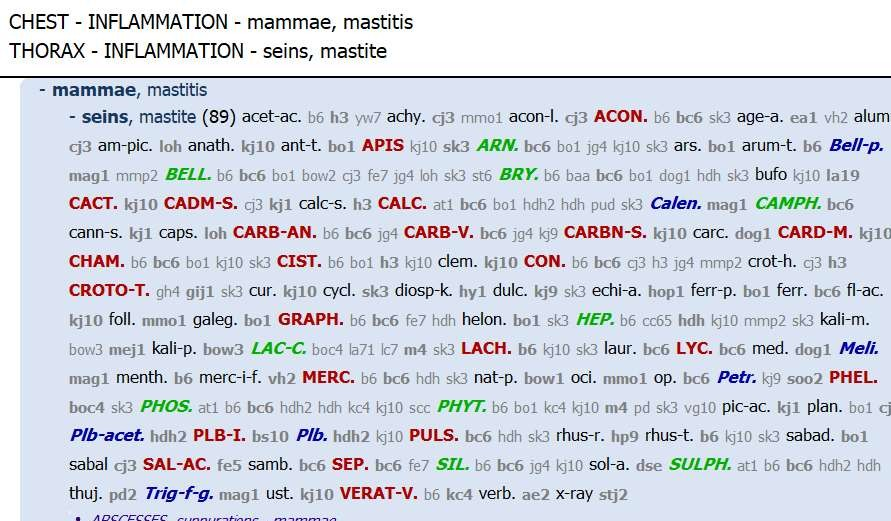 CHEST - INFLAMMATION - mammae, mastitis
THORAX - INFLAMMATION - seins, mastite
- mammae, mastitis
- seins, mastite (89) acet-ac. b6 h3 yw7 achy. cj3 mmo1 acon-l. cj3 ACON. b6 bc6 sk3 age-a. ea1 vh2 alum
cj3 am-pic. loh anath. kj10 ant-t. bo1 APIS kj10 sk3 ARN. bc6 bo1 jg4 kj10 sk3 ars. bo1 arum-t. b6 Bell-p.
mag1 mmp2 BELL. b6 bc6 bo1 bow2 cj3 fe7 jg4 loh sk3 st6 BRY. b6 baa bc6 bo1 dog1 hdh sk3 bufo kj10 la19
CACT. kj10 CADM-S. cj3 kj1 calc-s. h3 CALC. at1 bc6 bo1 hdh2 hdh pud sk3 Calen. mag1 CAMPH. bc6
cann-s. kj1 caps. loh CARB-AN. b6 bc6 jg4 CARB-V. bc6 jg4 kj9 CARBN-S. kj10 carc. dog1 CARD-M. kj10
CHAM. b6 bc6 bo1 kj10 sk3 CIST. b6 bo1 h3 kj10 clem. kj10 CON. b6 bc6 cj3 h3 jg4 mmp2 crot-h. cj3 h3
CROTO-T. gh4 gij1 sk3 cur. kj10 cycl. sk3 diosp-k. hy1 dulc. kj9 sk3 echi-a. hop1 ferr-p. bo1 ferr. bc6 fl-ac.
kj10 foll. mmo1 galeg. bo1 GRAPH. b6 bc6 fe7 hdh helon. bo1 sk3 HEP. b6 cc65 hdh kj10 mmp2 sk3 kali-m.
bow3 mej1 kali-p. bow3 LAC-C. boc4 la71 lc7 m4 sk3 LACH. b6 kj10 sk3 laur. bc6 LYC. bc6 med. dog1 Meli.
mag1 menth. b6 merc-i-f. vh2 MERC. b6 bc6 hdh sk3 nat-p. bow1 oci. mmo1 op. bc6 Petr. kj9 soo2 PHEL.
boc4 sk3 PHOS. at1 b6 bc6 hdh2 hdh kc4 kj10 scc PHYT. b6 bo1 kc4 kj10 m4 pd sk3 vg10 pic-ac. kj1 plan. bo1
Plb-acet. hdh2 PLB-I. bs10 Plb. hdh2 kj10 PULS. bc6 hdh sk3 rhus-r. hp9 rhus-t. b6 kj10 sk3 sabad. bo1
sabal cj3 SAL-AC. fe5 samb. bc6 SEP. bc6 fe7 SIL. b6 bc6 jg4 kj10 sol-a. dse SULPH. at1 b6 bc6 hdh2 hdh
thuj. pd2 Trig-f-g. mag1 ust. kj10 VERAT-V. b6 kc4 verb. ae2 x-ray stj2